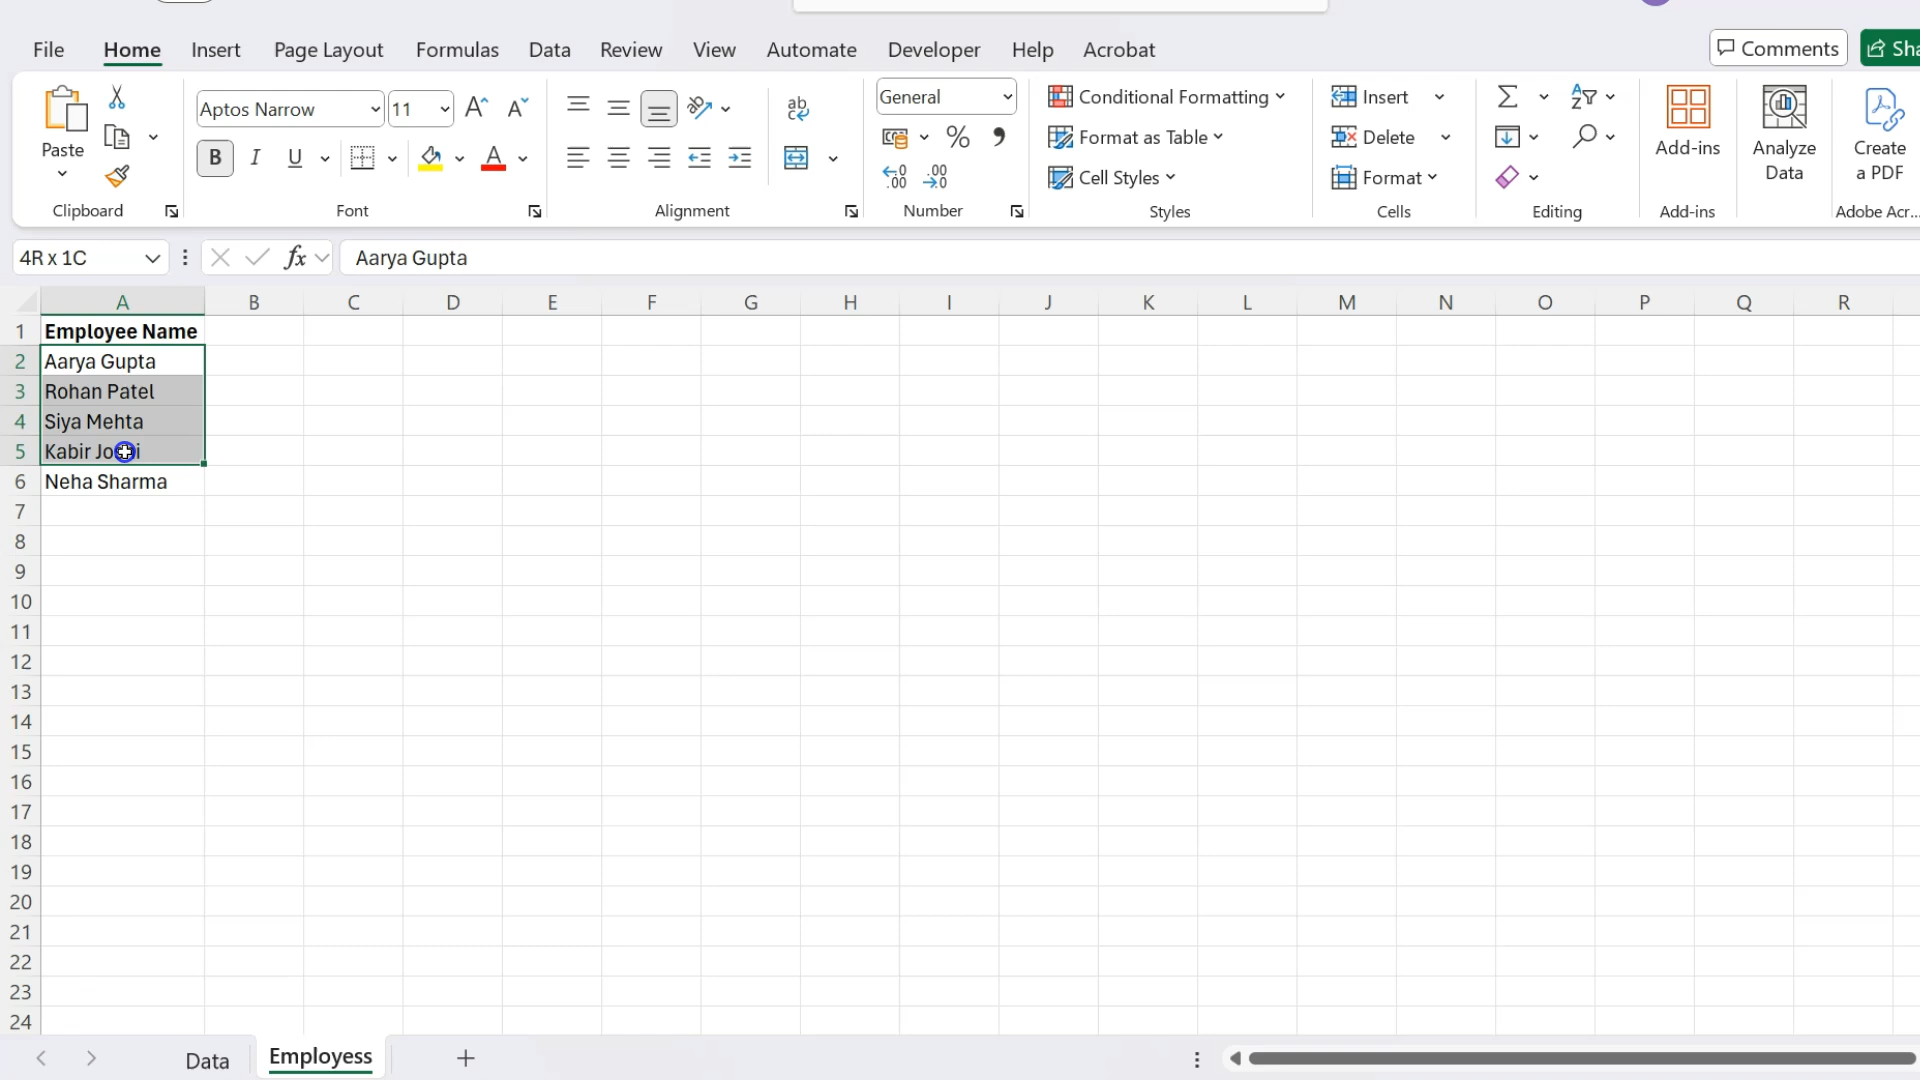 File Home Insert Page Layout Formulas Data Review View Automate Developer Help Acrobat Comments Sha
Paste
Clipboard
Aptos Narrow 11
B I U A
Font
ab
Alignment
General
% ,
Number
Conditional Formatting
Format as Table
Cell Styles
Styles
Insert
Delete
Format
Cells
Editing
Add-ins
Add-ins
Analyze
Data
Create
a PDF
Adobe Acr...
4R x 1C fx Aarya Gupta
A B C D E F G H I J K L M N O P Q R
1 Employee Name
2 Aarya Gupta
3 Rohan Patel
4 Siya Mehta
5 Kabir
6 Neha Sharma
7
8
9
10
11
12
13
14
15
16
17
18
19
20
21
22
23
24
Data Employess